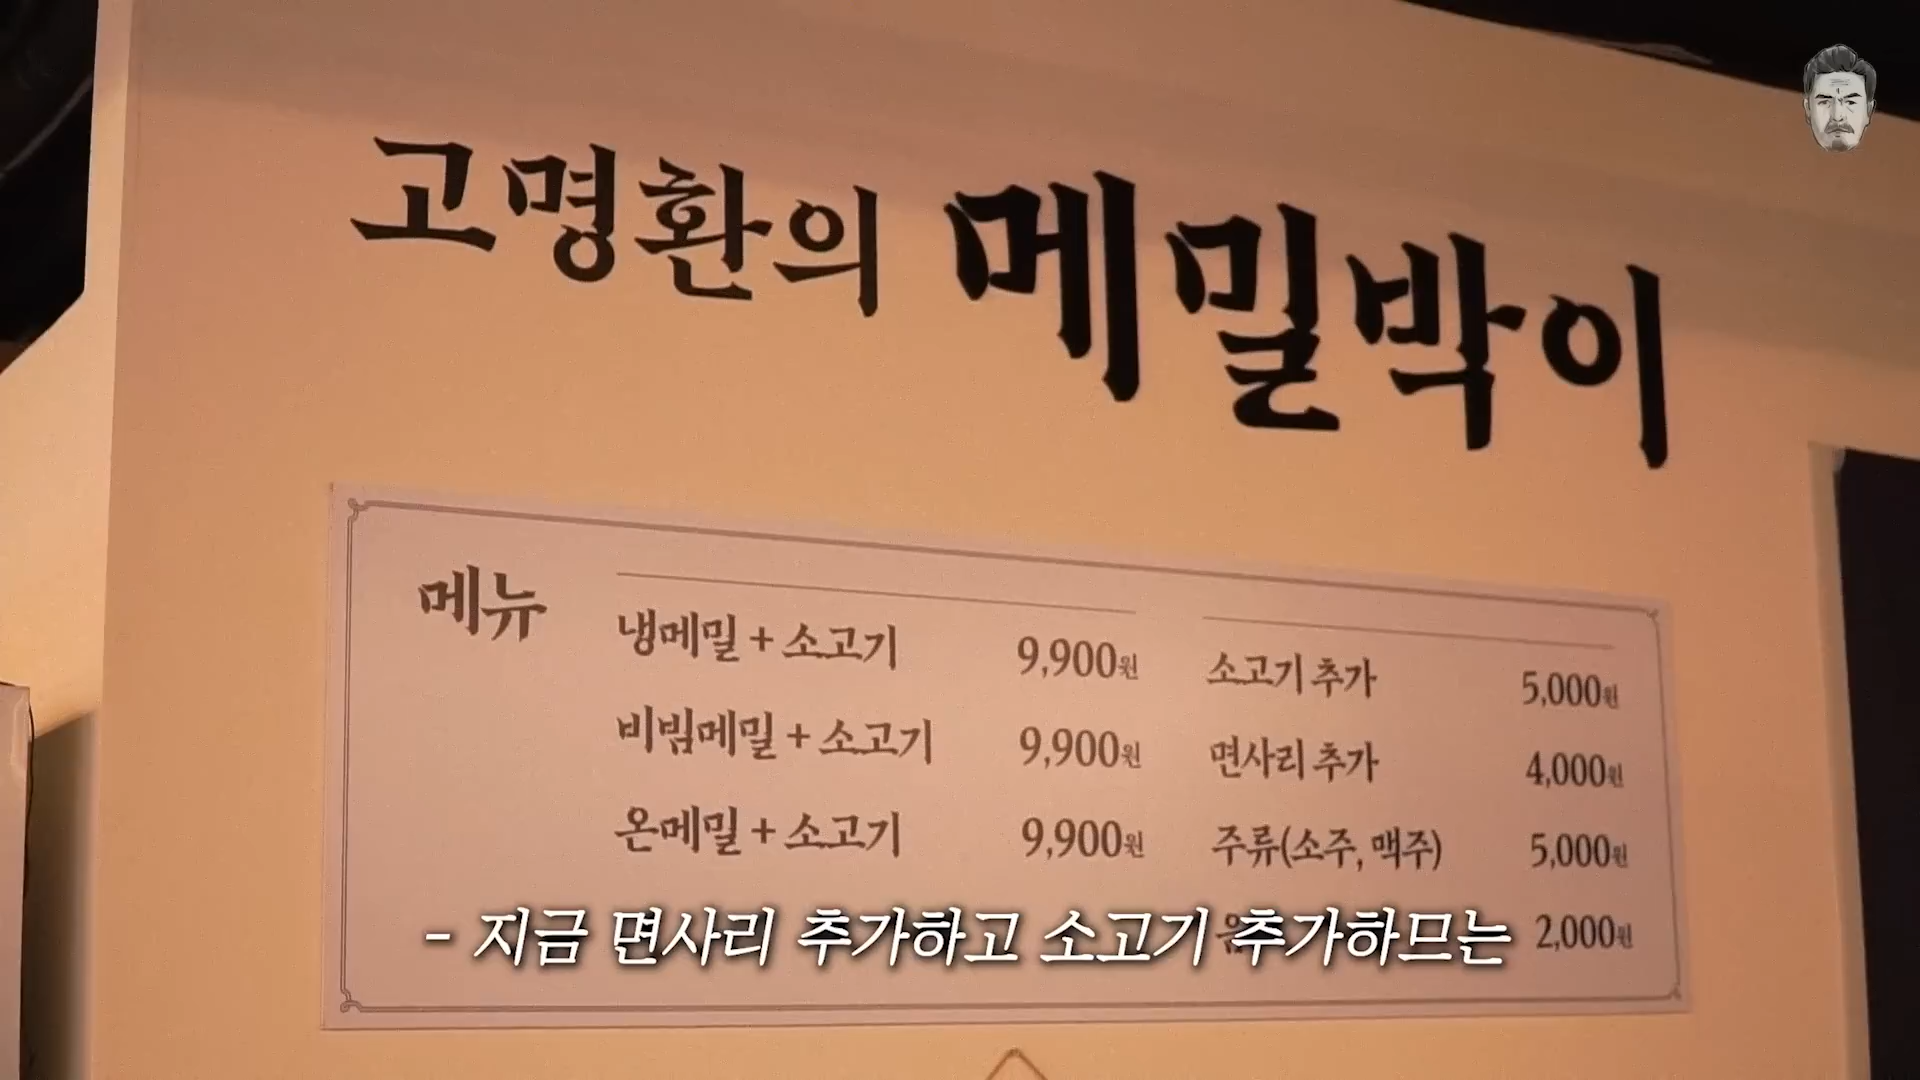 고명환의 메밀박이
메뉴
냉메밀 + 소고기 9,900원
비빔메밀 + 소고기 9,900원
온메밀 + 소고기 9,900원
소고기 추가 5,000원
면사리 추가 4,000원
주류(소주, 맥주) 5,000원
2,000원
- 지금 면사리 추가하고 소고기 추가하므는